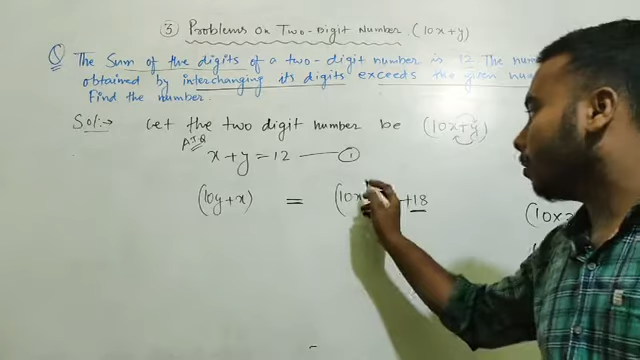 ③ Problems On Two-Digit Number. (10x+y)
Q The Sum of the digits of a two-digit number is 12. The
obtained by interchanging its digits exceeds the given
Find the number.
Sol:→ Let the two digit number be (10x+y)
A.T.Q
x+y=12 —— ①
(10y+x) = (10x +18
(10x